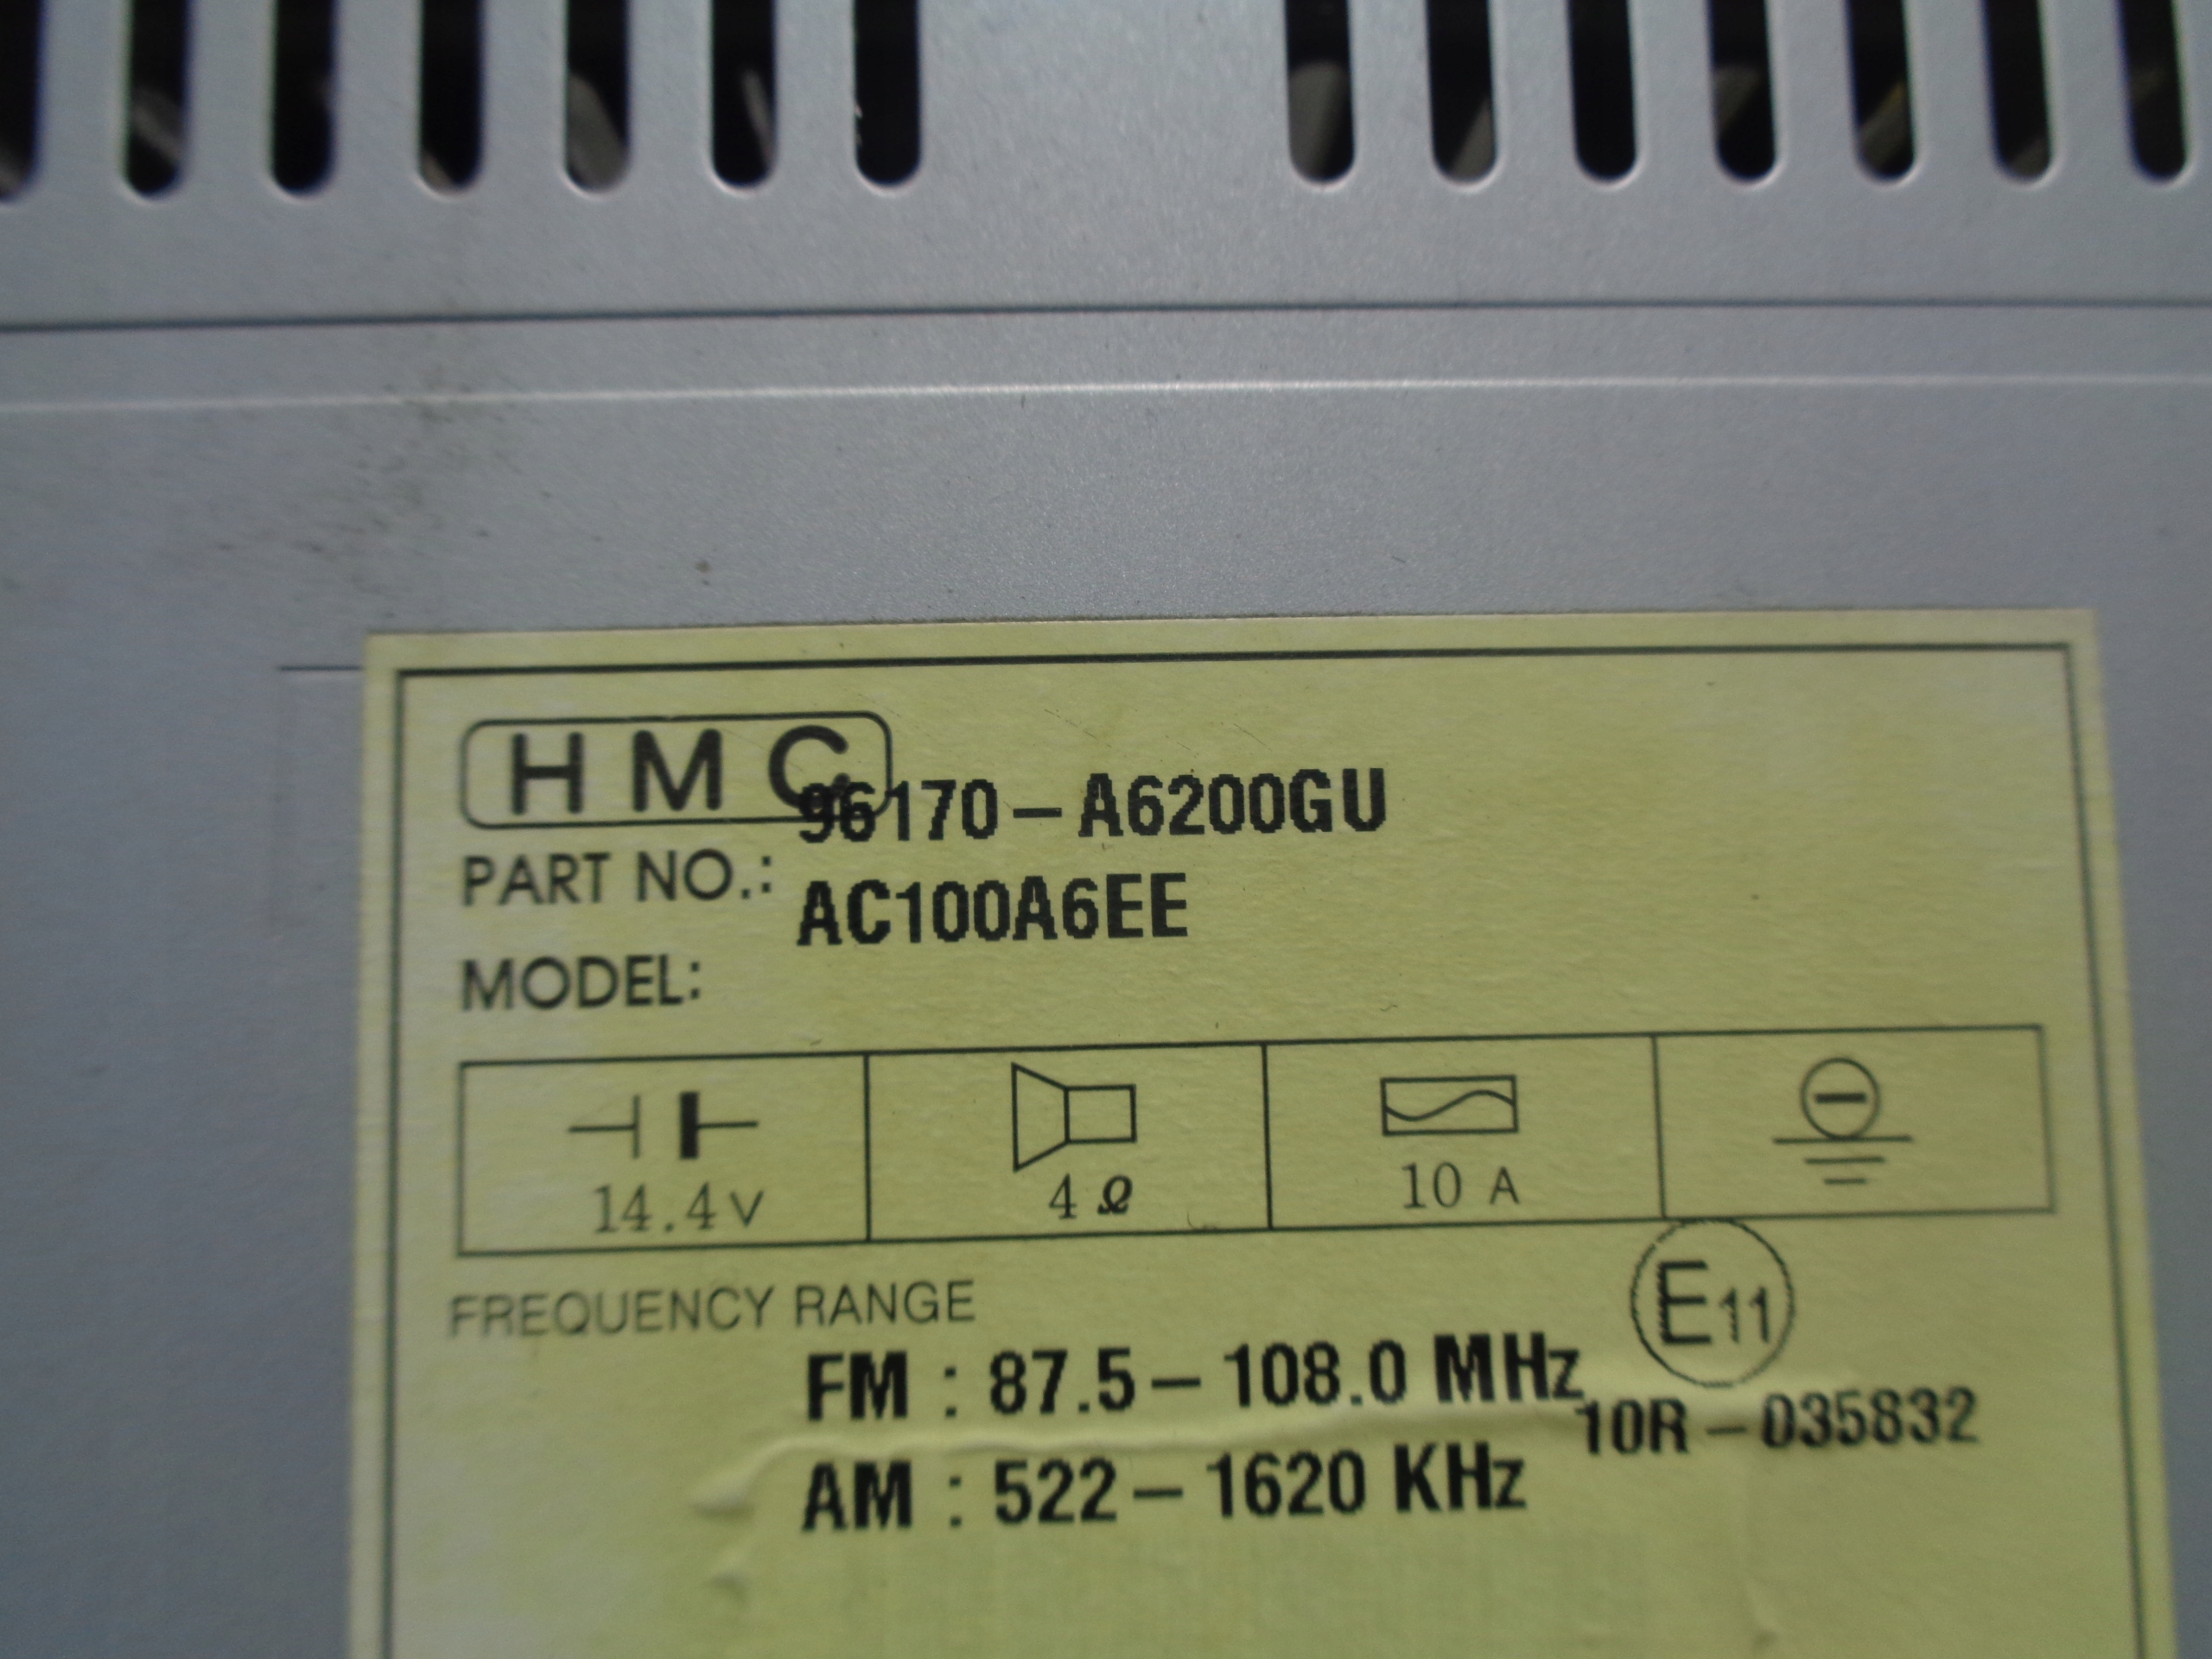 HMC
96170-A6200GU
PART NO.:
AC100A6EE
MODEL:
14.4V
4 Ω
10 A
E11
FREQUENCY RANGE
FM : 87.5-108.0 MHz
10R-035832
AM : 522-1620 KHz